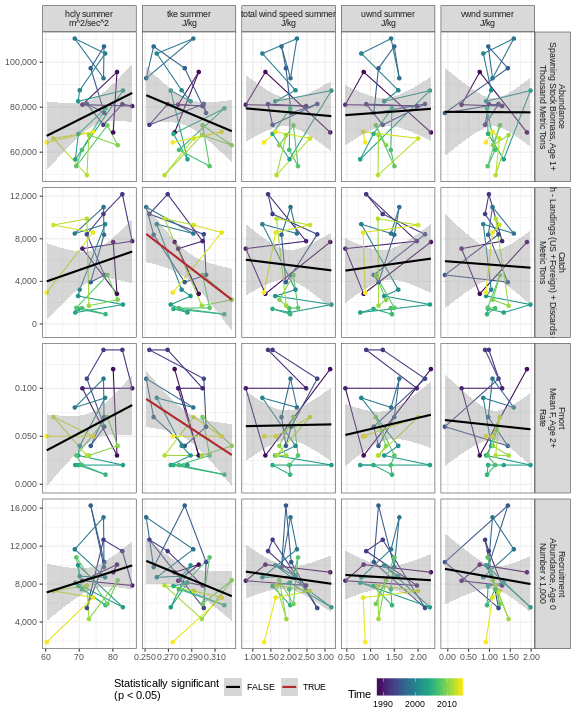 hcly summer
m^2/sec^2
tke summer
J/kg
total wind speed summer
J/kg
uwnd summer
J/kg
vwnd summer
J/kg
100,000
80,000
60,000
Abundance
Spawning Stock Biomass, Age 1+
Thousand Metric Tons
12,000
8,000
4,000
0
Catch
h - Landings (US +Foreign) + Discards
Metric Tons
0.100
0.050
0.000
Fmort
Mean F, Age 2+
Rate
16,000
12,000
8,000
4,000
Recruitment
Abundance, Age 0
Number x 1,000
60 70 80 0.250 0.270 0.290 0.310 1.00 1.50 2.00 2.50 3.00 0.50 1.00 1.50 2.00 0.00 0.50 1.00 1.50 2.00
Statistically significant
(p < 0.05)
FALSE TRUE
Time
1990 2000 2010